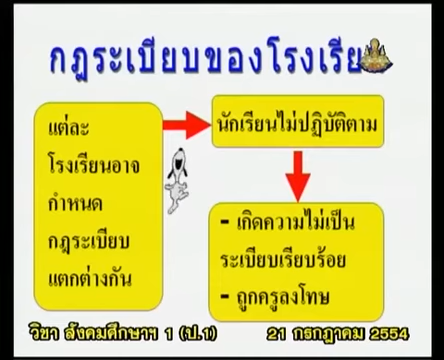 กฎระเบียบของโรงเรีย
แต่ละ
โรงเรียนอาจ
กำหนด
กฎระเบียบ
แตกต่างกัน
นักเรียนไม่ปฏิบัติตาม
- เกิดความไม่เป็น
ระเบียบเรียบร้อย
- ถูกครูลงโทษ
วิชา สังคมศึกษาฯ 1 (ป.1) 21 กรกฎาคม 2554